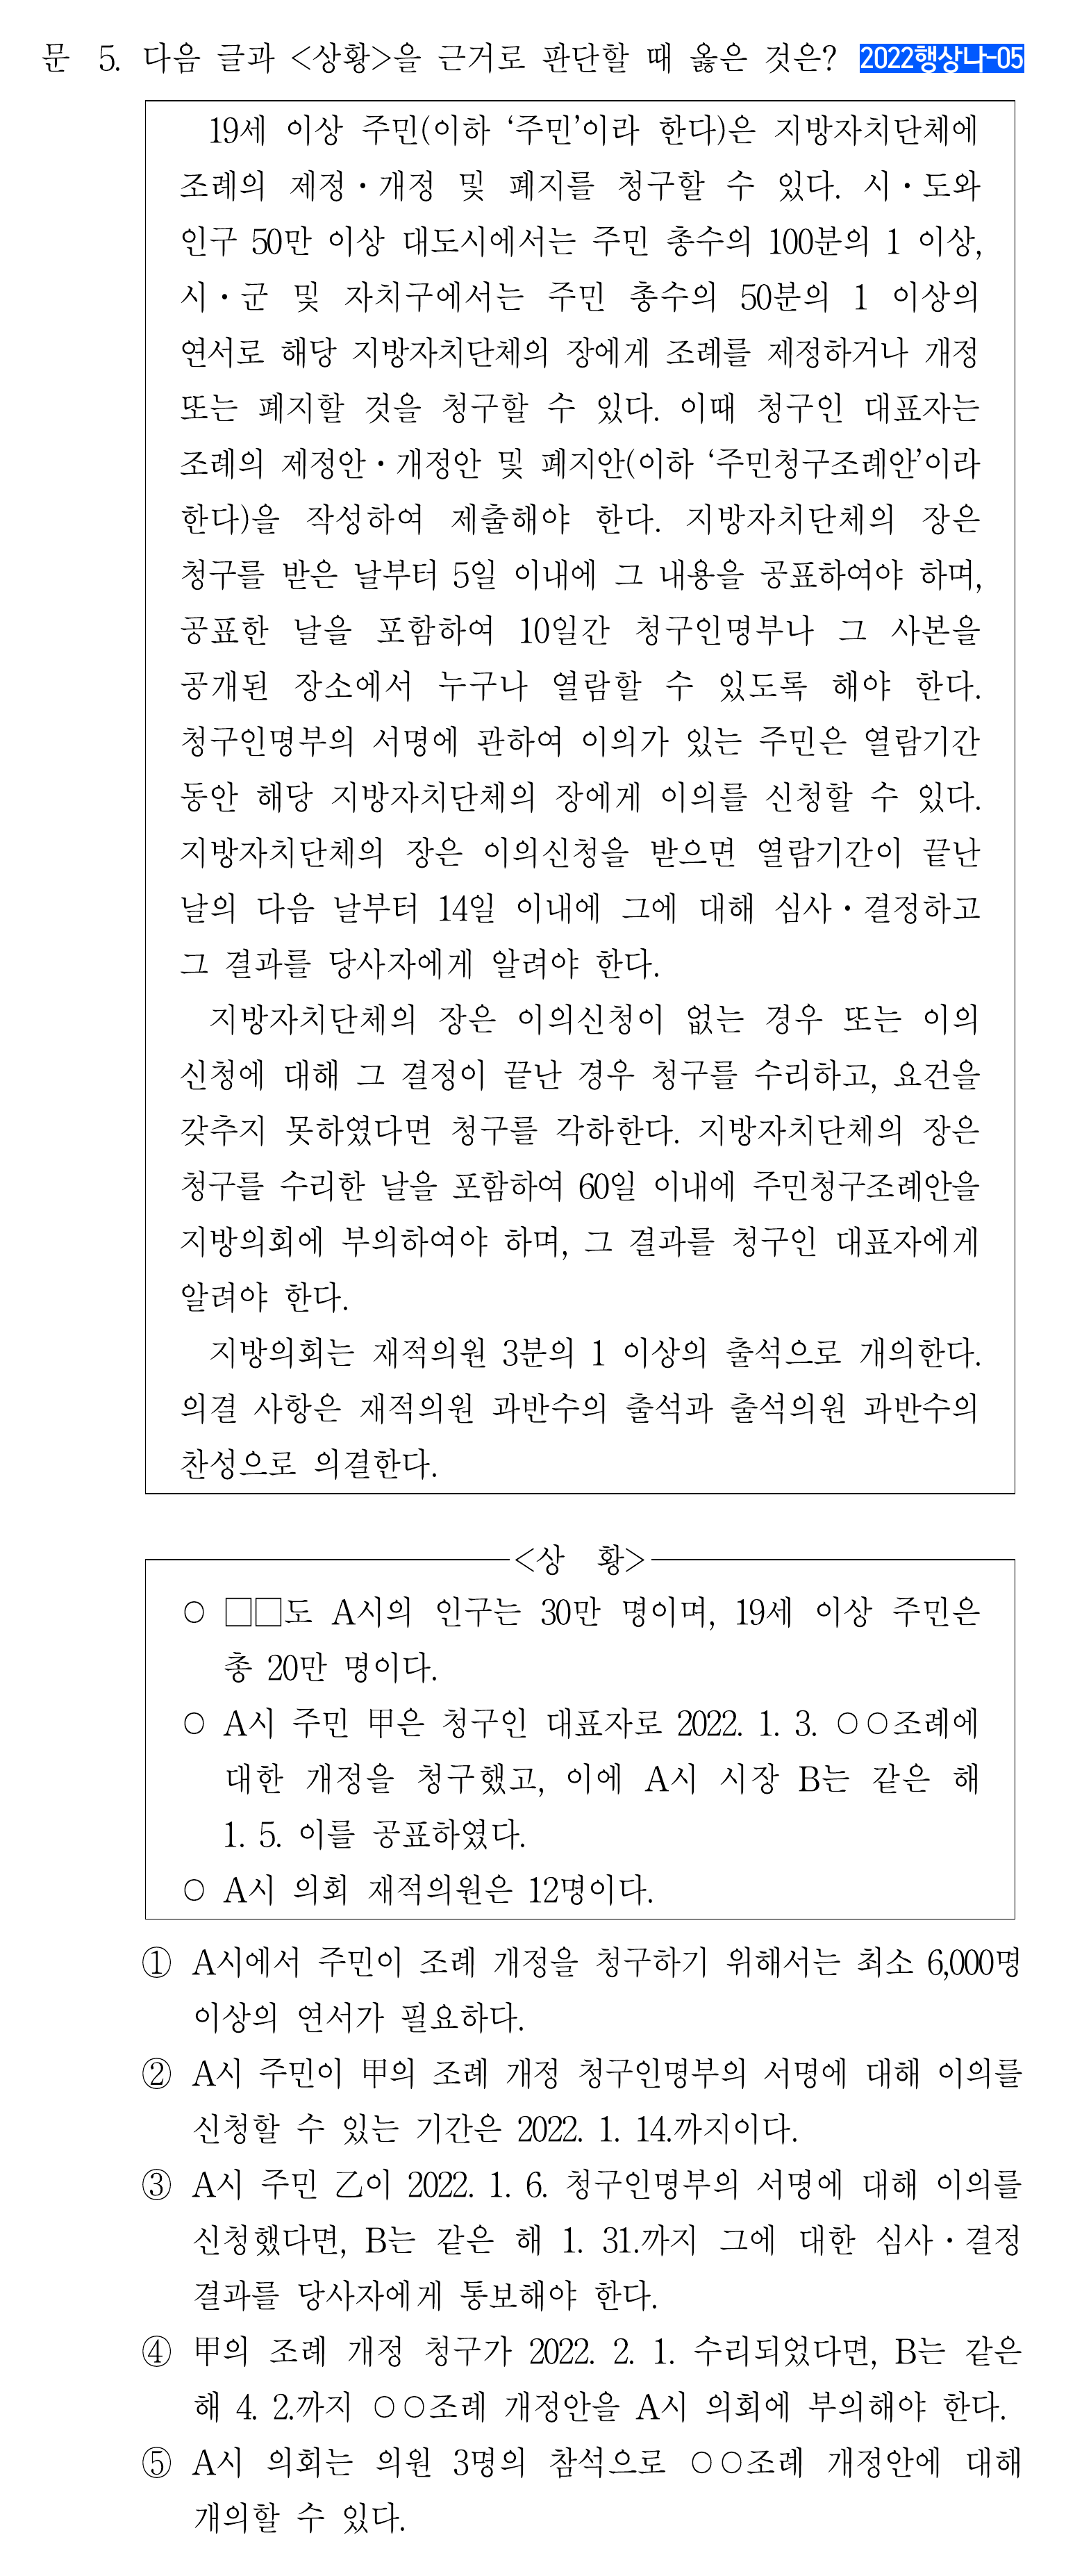 문 5. 다음 글과 <상황>을 근거로 판단할 때 옳은 것은? 2022행상나-05
19세 이상 주민(이하 ‘주민’이라 한다)은 지방자치단체에
조례의 제정·개정 및 폐지를 청구할 수 있다. 시·도와
인구 50만 이상 대도시에서는 주민 총수의 100분의 1 이상,
시·군 및 자치구에서는 주민 총수의 50분의 1 이상의
연서로 해당 지방자치단체의 장에게 조례를 제정하거나 개정
또는 폐지할 것을 청구할 수 있다. 이때 청구인 대표자는
조례의 제정안·개정안 및 폐지안(이하 ‘주민청구조례안’이라
한다)을 작성하여 제출해야 한다. 지방자치단체의 장은
청구를 받은 날부터 5일 이내에 그 내용을 공표하여야 하며,
공표한 날을 포함하여 10일간 청구인명부나 그 사본을
공개된 장소에서 누구나 열람할 수 있도록 해야 한다.
청구인명부의 서명에 관하여 이의가 있는 주민은 열람기간
동안 해당 지방자치단체의 장에게 이의를 신청할 수 있다.
지방자치단체의 장은 이의신청을 받으면 열람기간이 끝난
날의 다음 날부터 14일 이내에 그에 대해 심사·결정하고
그 결과를 당사자에게 알려야 한다.
지방자치단체의 장은 이의신청이 없는 경우 또는 이의
신청에 대해 그 결정이 끝난 경우 청구를 수리하고, 요건을
갖추지 못하였다면 청구를 각하한다. 지방자치단체의 장은
청구를 수리한 날을 포함하여 60일 이내에 주민청구조례안을
지방의회에 부의하여야 하며, 그 결과를 청구인 대표자에게
알려야 한다.
지방의회는 재적의원 3분의 1 이상의 출석으로 개의한다.
의결 사항은 재적의원 과반수의 출석과 출석의원 과반수의
찬성으로 의결한다.
<상 황>
○ □□도 A시의 인구는 30만 명이며, 19세 이상 주민은
총 20만 명이다.
○ A시 주민 甲은 청구인 대표자로 2022. 1. 3. ○○조례에
대한 개정을 청구했고, 이에 A시 시장 B는 같은 해
1. 5. 이를 공표하였다.
○ A시 의회 재적의원은 12명이다.
① A시에서 주민이 조례 개정을 청구하기 위해서는 최소 6,000명
이상의 연서가 필요하다.
② A시 주민이 甲의 조례 개정 청구인명부의 서명에 대해 이의를
신청할 수 있는 기간은 2022. 1. 14.까지이다.
③ A시 주민 乙이 2022. 1. 6. 청구인명부의 서명에 대해 이의를
신청했다면, B는 같은 해 1. 31.까지 그에 대한 심사·결정
결과를 당사자에게 통보해야 한다.
④ 甲의 조례 개정 청구가 2022. 2. 1. 수리되었다면, B는 같은
해 4. 2.까지 ○○조례 개정안을 A시 의회에 부의해야 한다.
⑤ A시 의회는 의원 3명의 참석으로 ○○조례 개정안에 대해
개의할 수 있다.